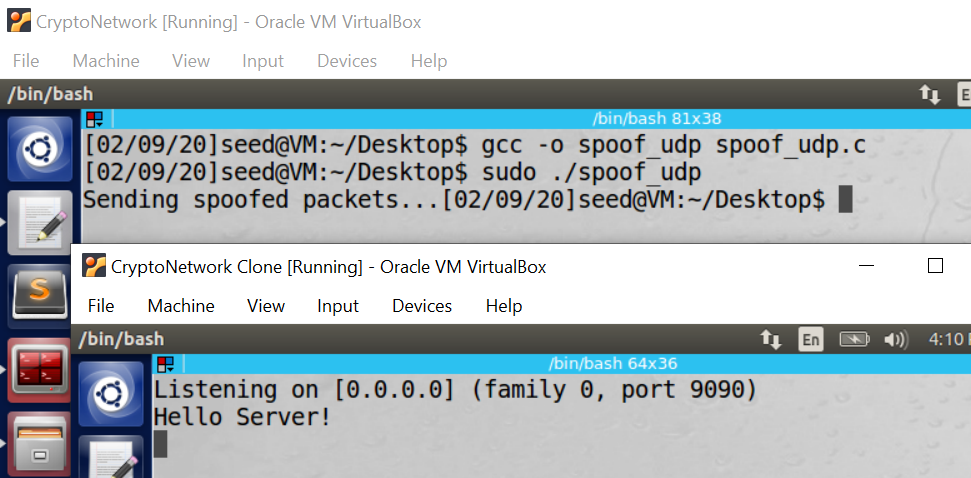 CryptoNetwork [Running] - Oracle VM VirtualBox
File Machine View Input Devices Help
/bin/bash
/bin/bash 81x38
[02/09/20]seed@VM:~/Desktop$ gcc -o spoof_udp spoof_udp.c
[02/09/20]seed@VM:~/Desktop$ sudo ./spoof_udp
Sending spoofed packets...[02/09/20]seed@VM:~/Desktop$
CryptoNetwork Clone [Running] - Oracle VM VirtualBox
File Machine View Input Devices Help
/bin/bash En 4:10
/bin/bash 64x36
Listening on [0.0.0.0] (family 0, port 9090)
Hello Server!